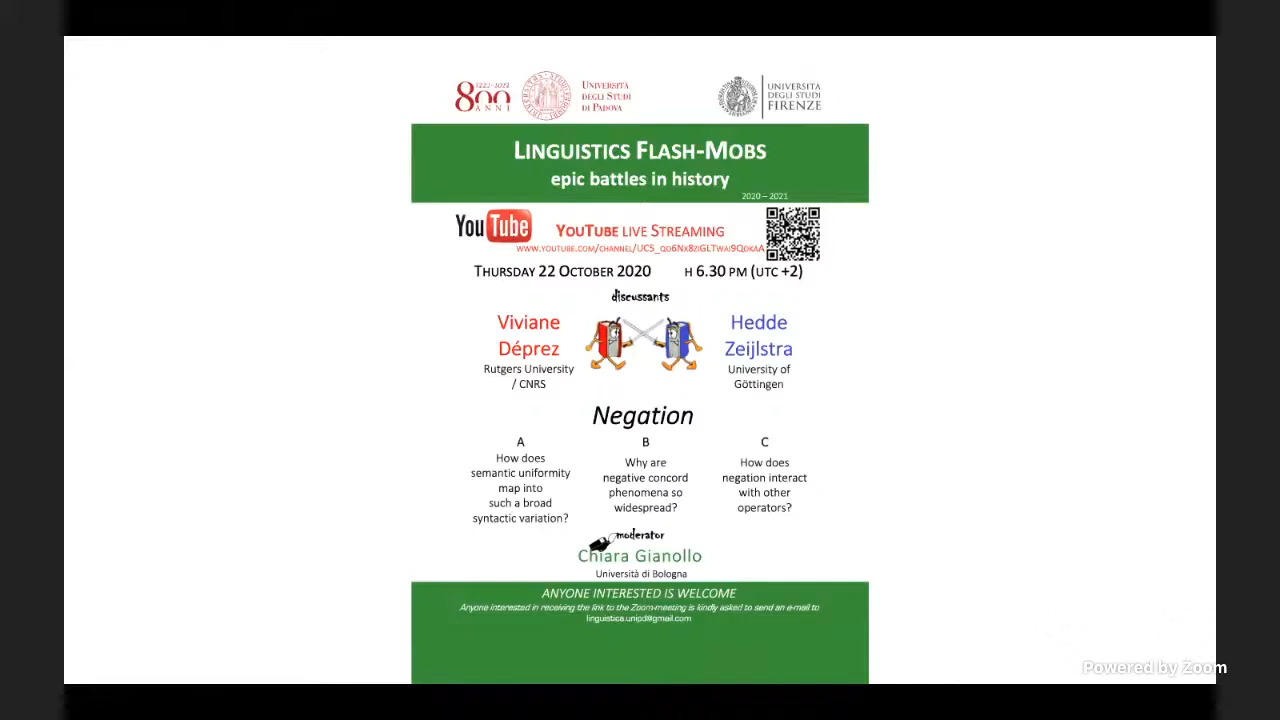 800 1222-2022
ANNI
UNIVERSITÀ
DEGLI STUDI
DI PADOVA
UNIVERSITÀ
DEGLI STUDI
FIRENZE
LINGUISTICS FLASH-MOBS
epic battles in history
2020 – 2021
YouTube
YOUTUBE LIVE STREAMING
THURSDAY 22 OCTOBER 2020 H 6.30 PM (UTC +2)
discussants
Viviane
Déprez
Rutgers University
/ CNRS
Hedde
Zeijlstra
University of
Göttingen
Negation
A
How does
semantic uniformity
map into
such a broad
syntactic variation?
B
Why are
negative concord
phenomena so
widespread?
C
How does
negation interact
with other
operators?
moderator
Chiara Gianollo
Università di Bologna
ANYONE INTERESTED IS WELCOME
Anyone interested in receiving the link to the Zoom-meeting is kindly asked to send an e-mail to
linguistica.unipd@gmail.com
Powered by Zoom